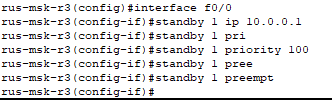 rus-msk-r3(config)#interface f0/0
rus-msk-r3(config-if)#standby 1 ip 10.0.0.1
rus-msk-r3(config-if)#standby 1 pri
rus-msk-r3(config-if)#standby 1 priority 100
rus-msk-r3(config-if)#standby 1 pree
rus-msk-r3(config-if)#standby 1 preempt
rus-msk-r3(config-if)#